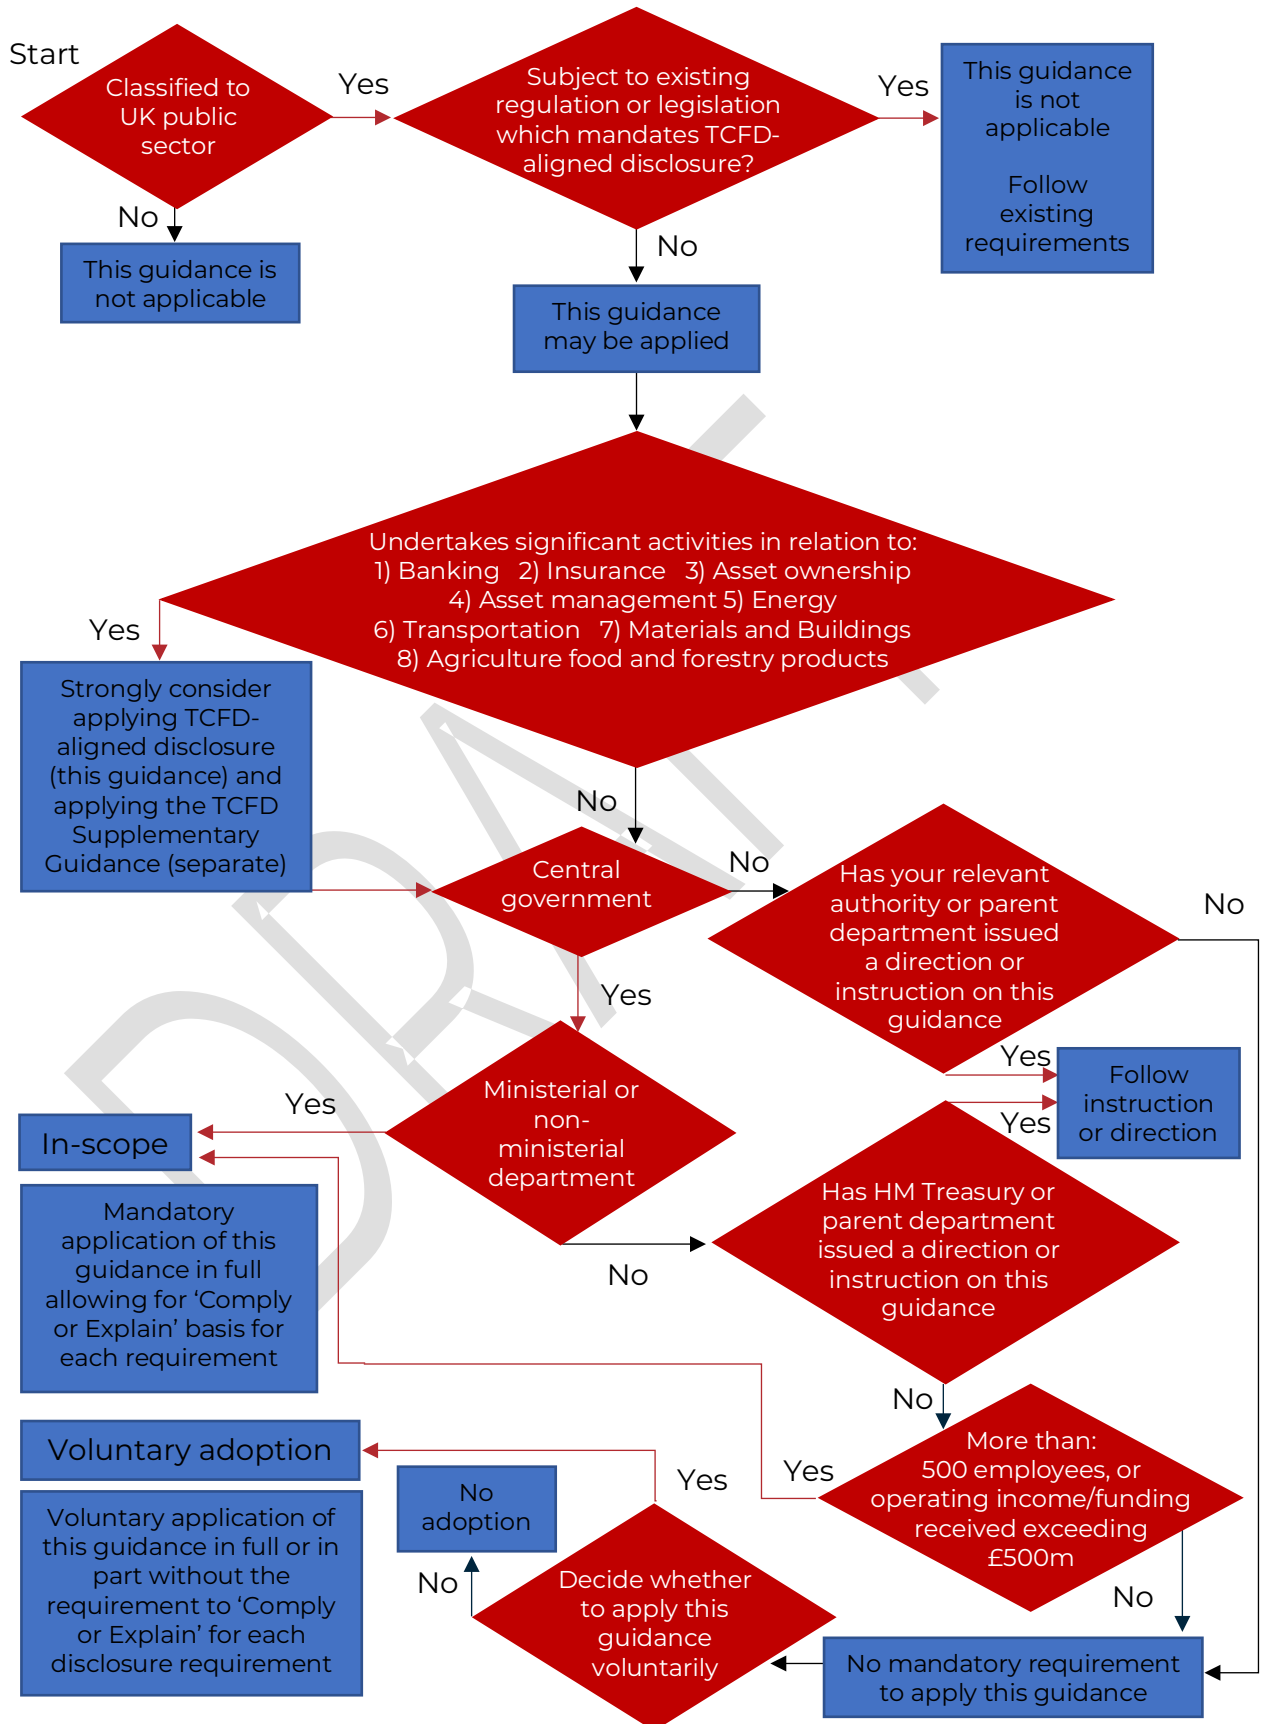 Start
Classified to
UK public
sector
Yes
Subject to existing
regulation or legislation
which mandates TCFD-
aligned disclosure?
Yes
This guidance
is not
applicable
Follow
existing
requirements
No
This guidance is
not applicable
No
This guidance
may be applied
Undertakes significant activities in relation to:
1) Banking 2) Insurance 3) Asset ownership
4) Asset management 5) Energy
6) Transportation 7) Materials and Buildings
8) Agriculture food and forestry products
Yes
Strongly consider
applying TCFD-
aligned disclosure
(this guidance) and
applying the TCFD
Supplementary
Guidance (separate)
No
Central
government
No
Has your relevant
authority or parent
department issued
a direction or
instruction on this
guidance
No
Yes
Yes
Follow
instruction
or direction
Yes
Ministerial or
non-
ministerial
department
Yes
In-scope
Mandatory
application of this
guidance in full
allowing for ‘Comply
or Explain’ basis for
each requirement
No
Has HM Treasury or
parent department
issued a direction or
instruction on this
guidance
No
More than:
500 employees, or
operating income/funding
received exceeding
£500m
Yes
No
No mandatory requirement
to apply this guidance
Decide whether
to apply this
guidance
voluntarily
Yes
No
No
adoption
Voluntary adoption
Voluntary application of
this guidance in full or in
part without the
requirement to ‘Comply
or Explain’ for each
disclosure requirement
DRAFT